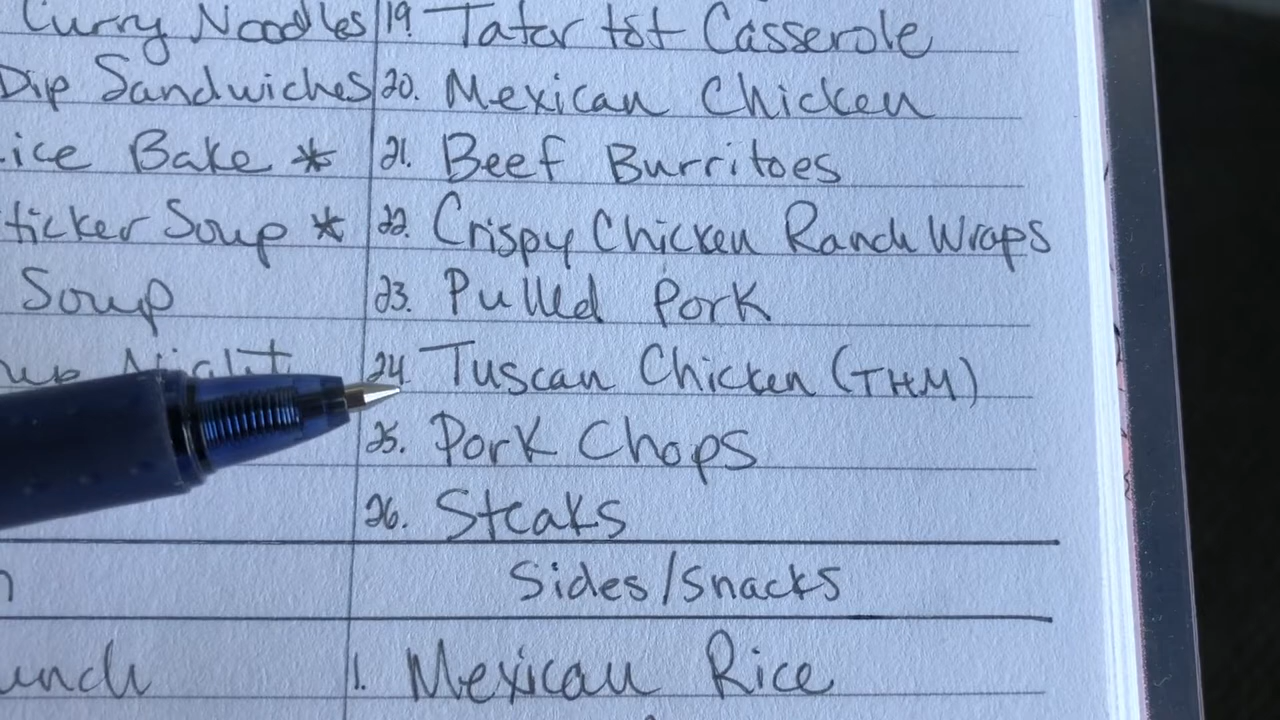 Curry Noodles 19. Tator tot Casserole
Dip Sandwiches 20. Mexican Chicken
ice Bake * 21. Beef Burritoes
ticker Soup * 22. Crispy Chicken Ranch Wraps
Soup 23. Pulled Pork
Night 24 Tuscan Chicken (THM)
25. Pork Chops
26. Steaks
Sides/Snacks
unch 1. Mexican Rice